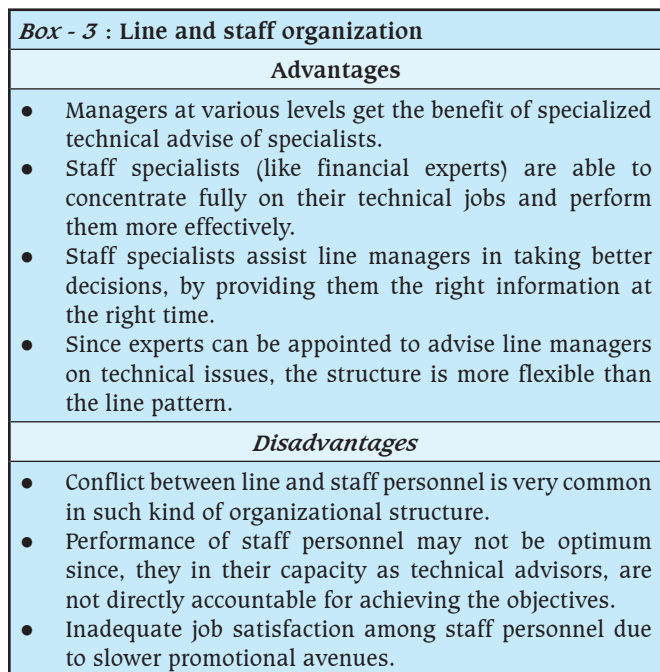 Box - 3 : Line and staff organization
Advantages
● Managers at various levels get the benefit of specialized
technical advise of specialists.
● Staff specialists (like financial experts) are able to
concentrate fully on their technical jobs and perform
them more effectively.
● Staff specialists assist line managers in taking better
decisions, by providing them the right information at
the right time.
● Since experts can be appointed to advise line managers
on technical issues, the structure is more flexible than
the line pattern.
Disadvantages
● Conflict between line and staff personnel is very common
in such kind of organizational structure.
● Performance of staff personnel may not be optimum
since, they in their capacity as technical advisors, are
not directly accountable for achieving the objectives.
● Inadequate job satisfaction among staff personnel due
to slower promotional avenues.